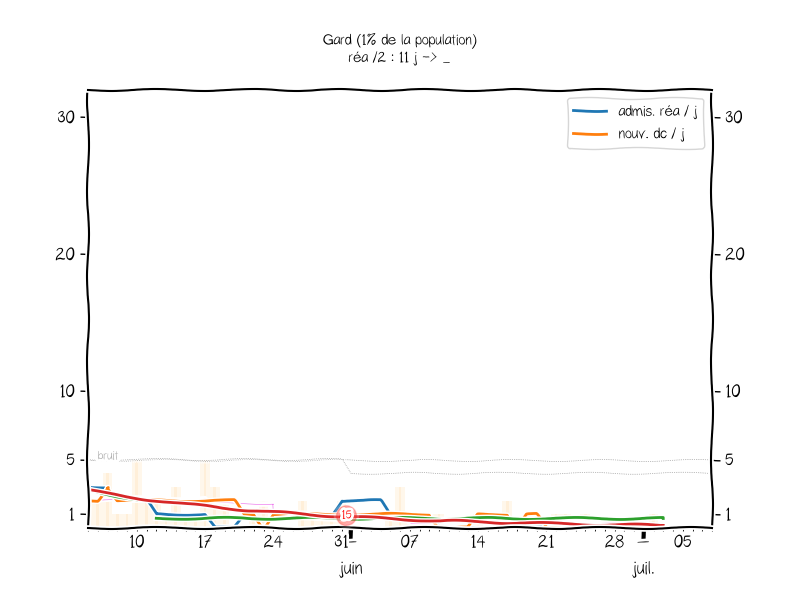 Gard (1% de la population)
réa /2 : 11 j -> _
admis. réa / j
nouv. dc / j
30
30
20
20
10
10
bruit
5
5
15
1
1
10 17 24 31 07 14 21 28 05
juin juil.